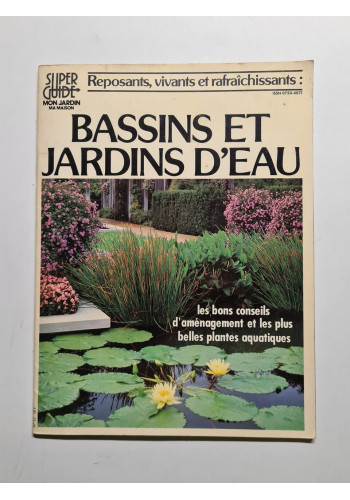 SUPER
GUIDE
MON JARDIN
MA MAISON
Reposants, vivants et rafraîchissants :
BASSINS ET
JARDINS D'EAU
les bons conseils
d'aménagement et les plus
belles plantes aquatiques